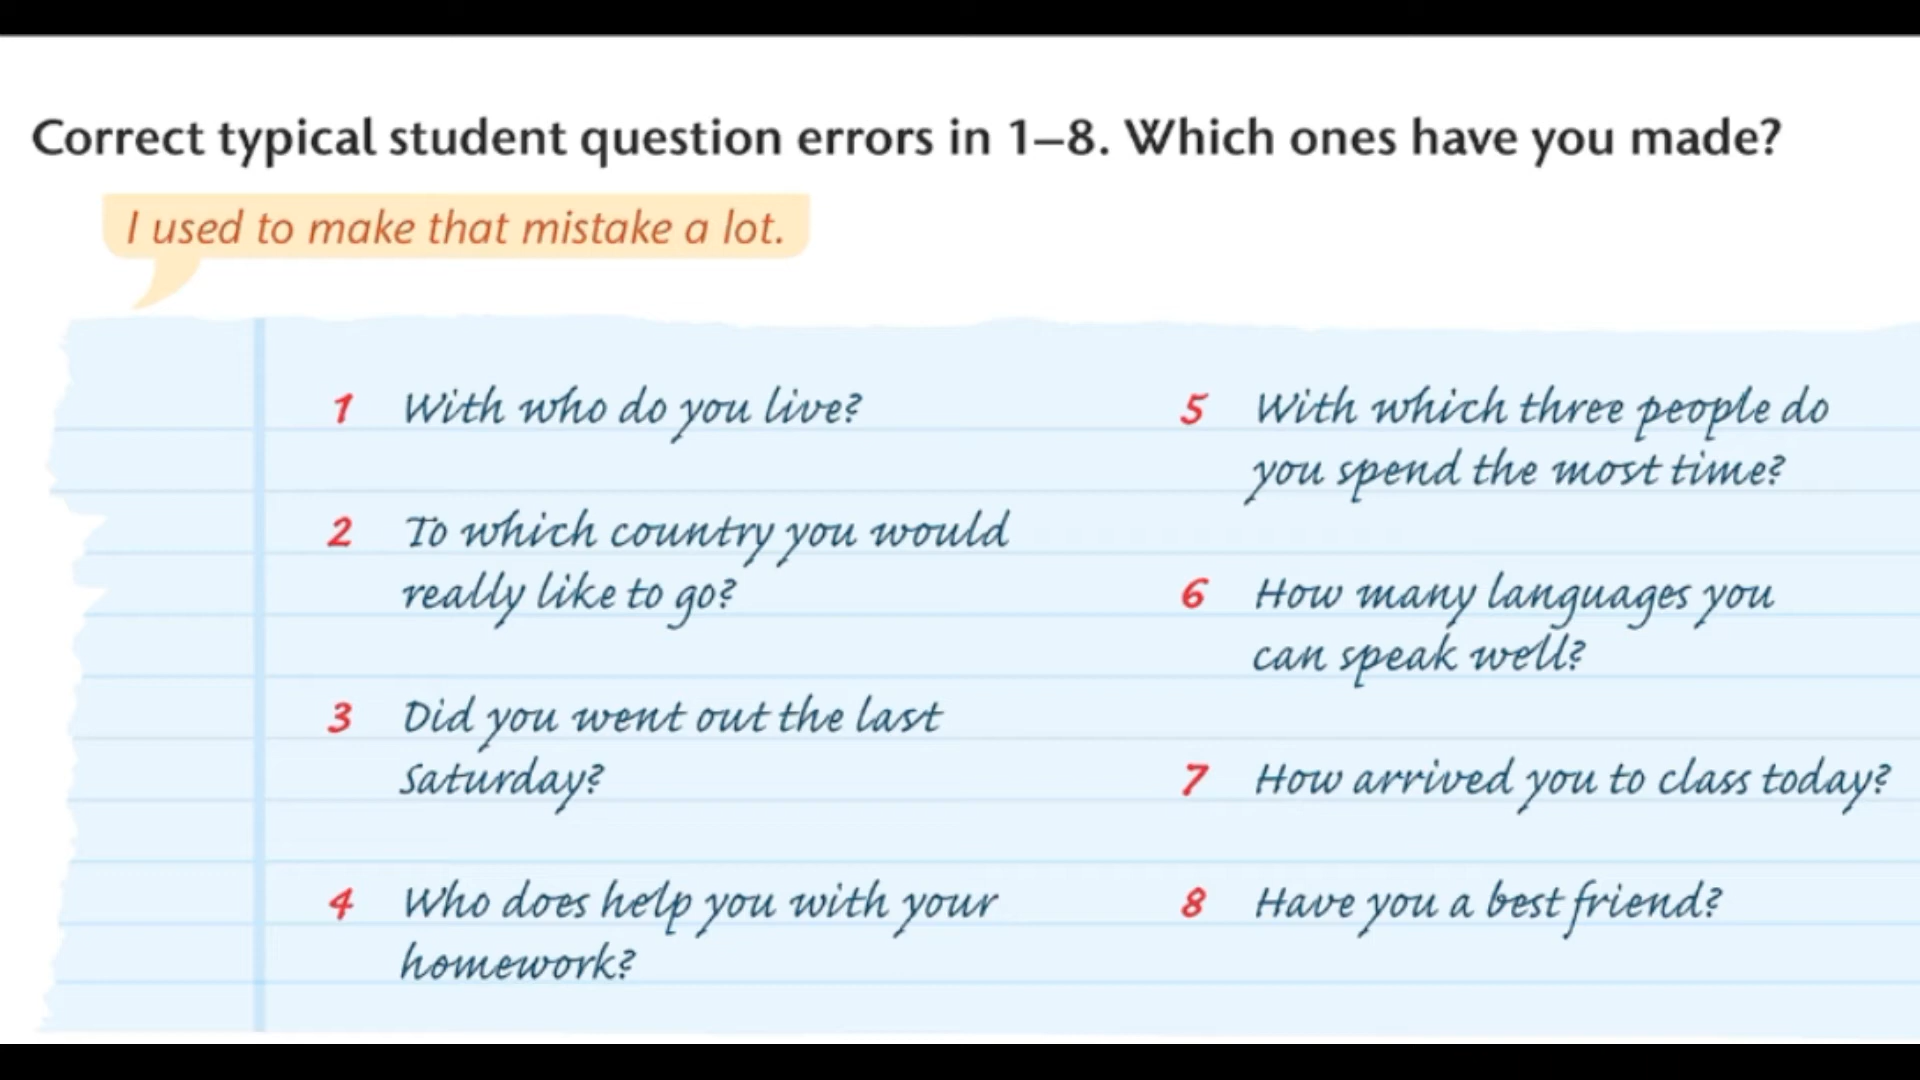 Correct typical student question errors in 1–8. Which ones have you made?
I used to make that mistake a lot.
1 With who do you live?
2 To which country you would
really like to go?
3 Did you went out the last
Saturday?
4 Who does help you with your
homework?
5 With which three people do
you spend the most time?
6 How many languages you
can speak well?
7 How arrived you to class today?
8 Have you a best friend?